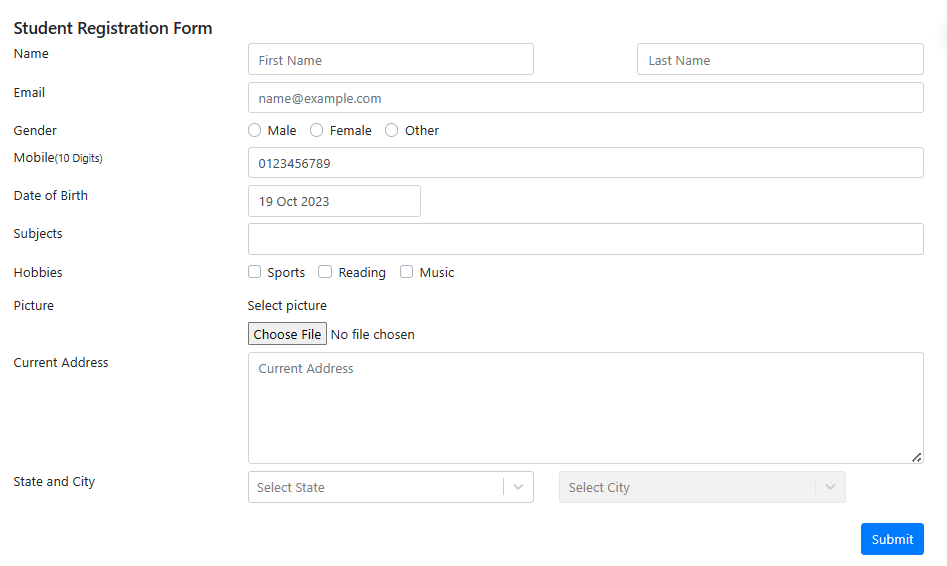 Student Registration Form
Name First Name Last Name
Email name@example.com
Gender Male Female Other
Mobile(10 Digits) 0123456789
Date of Birth 19 Oct 2023
Subjects
Hobbies Sports Reading Music
Picture Select picture
Choose File No file chosen
Current Address Current Address
State and City Select State Select City
Submit